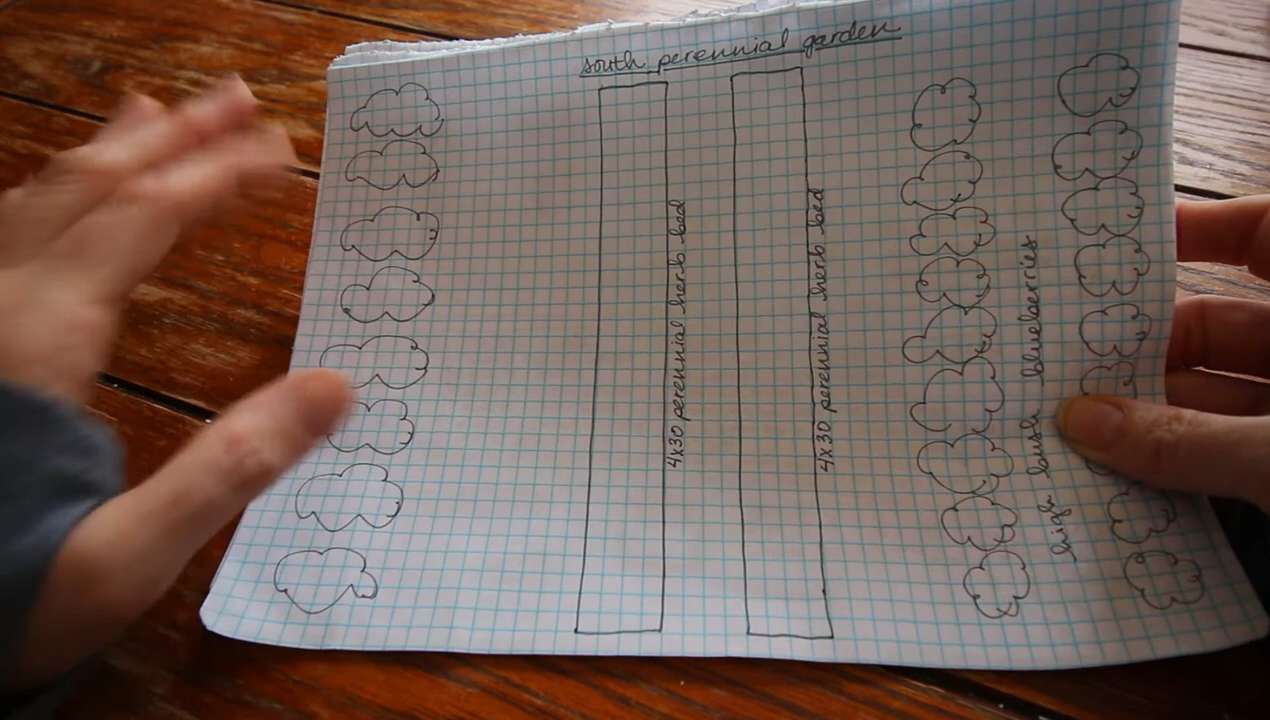 south perennial garden
4x30 perennial herb bed
4x30 perennial herb bed
high bush blueberries